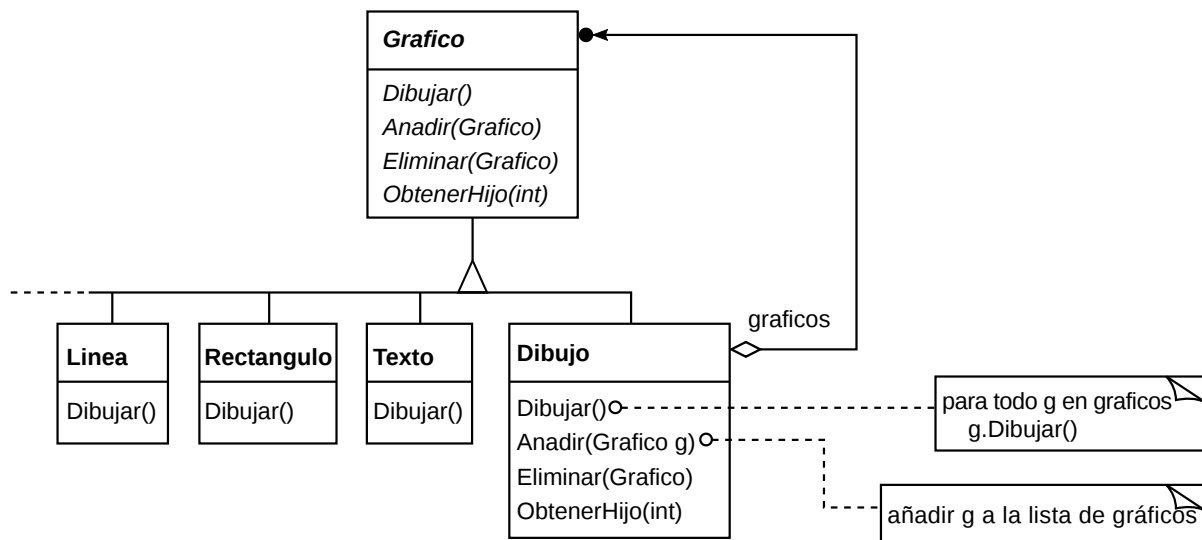 Grafico
Dibujar()
Anadir(Grafico)
Eliminar(Grafico)
ObtenerHijo(int)
graficos
Linea
Dibujar()
Rectangulo
Dibujar()
Texto
Dibujar()
Dibujo
Dibujar()
Anadir(Grafico g)
Eliminar(Grafico)
ObtenerHijo(int)
para todo g en graficos
g.Dibujar()
añadir g a la lista de gráficos